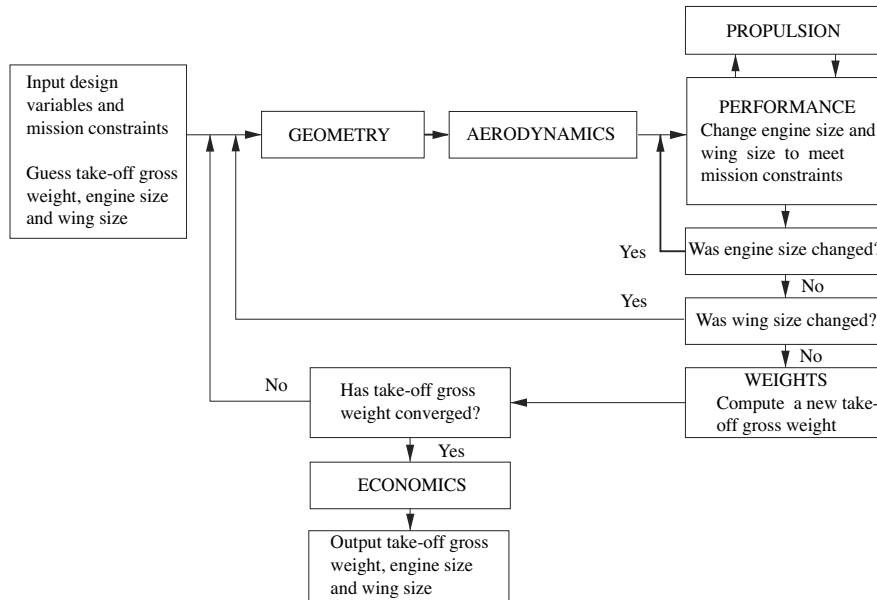 PROPULSION
Input design
variables and
mission constraints
Guess take-off gross
weight, engine size
and wing size
GEOMETRY
AERODYNAMICS
PERFORMANCE
Change engine size and
wing size to meet
mission constraints
Yes
Was engine size changed?
No
Yes
Was wing size changed?
No
No
Has take-off gross
weight converged?
WEIGHTS
Compute a new take-
off gross weight
Yes
ECONOMICS
Output take-off gross
weight, engine size
and wing size